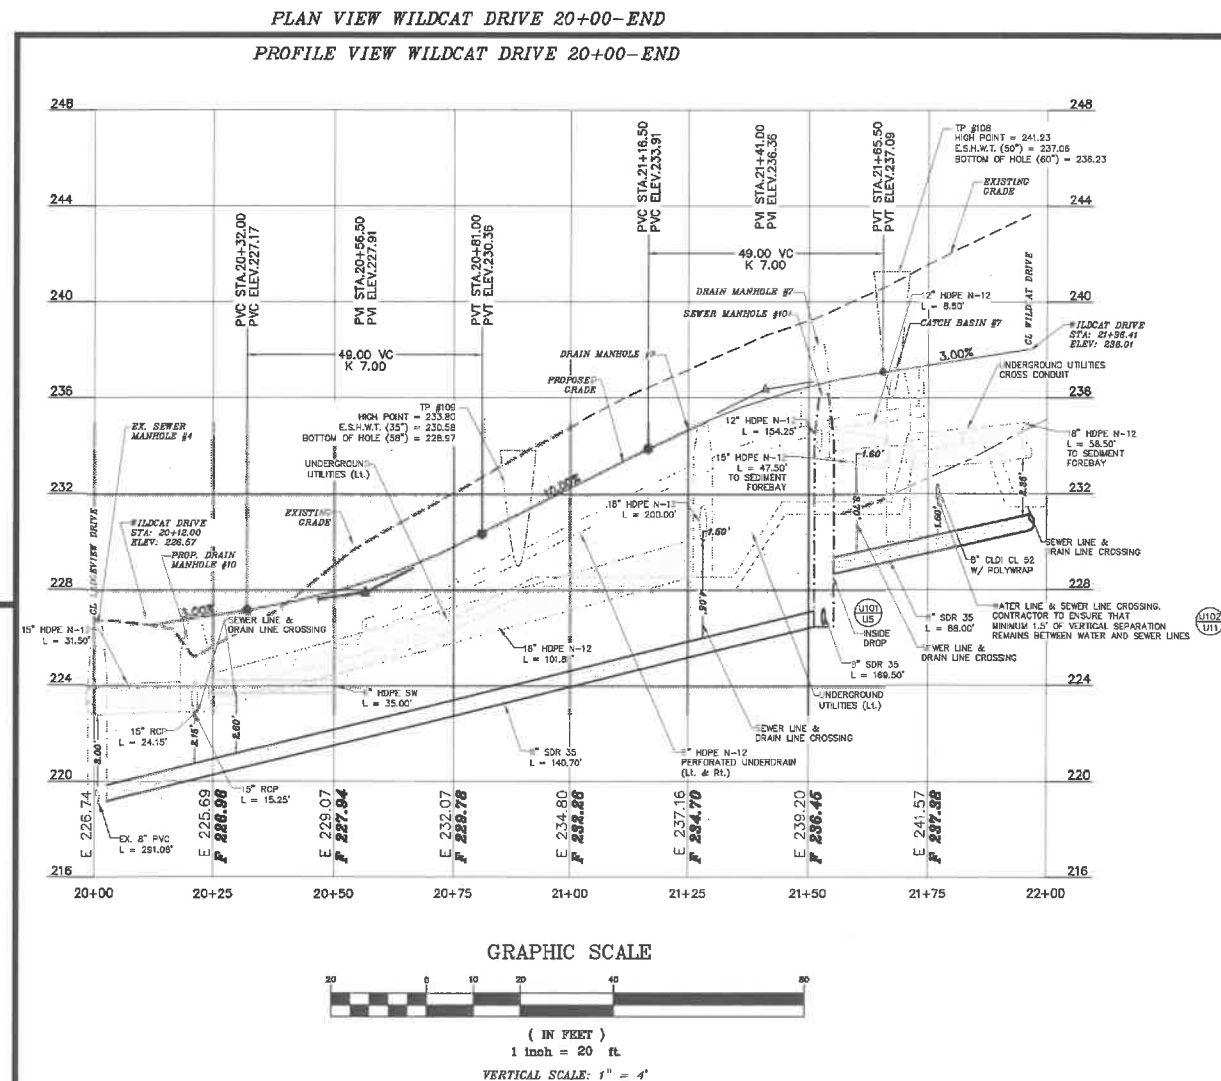 PLAN VIEW WILDCAT DRIVE 20+00-END
PROFILE VIEW WILDCAT DRIVE 20+00-END
248
248
244
244
240
240
236
236
232
232
228
228
224
224
220
220
216
216
PVC STA.20+32.00
PVC ELEV.227.17
PVI STA.20+56.50
PVI ELEV.227.91
PVT STA.20+81.00
PVT ELEV.230.36
49.00 VC
K 7.00
PVC STA.21+16.50
PVC ELEV.233.91
PVI STA.21+41.00
PVI ELEV.236.36
PVT STA.21+65.50
PVT ELEV.237.09
49.00 VC
K 7.00
TP #108
HIGH POINT = 241.23
E.S.H.W.T. (50") = 237.06
BOTTOM OF HOLE (60") = 236.23
EXISTING
GRADE
DRAIN MANHOLE #7
SEWER MANHOLE
12" HDPE N-12
L = 8.50'
CATCH BASIN #7
CL WILDCAT DRIVE
WILDCAT DRIVE
STA: 21+96.41
ELEV: 238.01
3.00%
UNDERGROUND UTILITIES
CROSS CONDUIT
DRAIN MANHOLE
PROPOSED
GRADE
TP #109
HIGH POINT = 233.80
E.S.H.W.T. (35") = 230.58
BOTTOM OF HOLE (58") = 228.97
EX. SEWER
MANHOLE #4
UNDERGROUND
UTILITIES (Lt.)
10.00%
12" HDPE N-12
L = 154.25'
15" HDPE N-12
L = 47.50'
TO SEDIMENT
FOREBAY
1.60'
18" HDPE N-12
L = 58.50'
TO SEDIMENT
FOREBAY
2.36'
1.60'
EXISTING
GRADE
CL RIDGEVIEW DRIVE
WILDCAT DRIVE
STA: 20+12.00
ELEV: 226.57
PROP. DRAIN
MANHOLE #10
L = 200.00'
SEWER LINE &
DRAIN LINE CROSSING
8" CLDI CL 52
W/ POLYWRAP
3.00%
SEWER LINE &
DRAIN LINE CROSSING
15" HDPE N-12
L = 31.50'
HDPE N-12
HDPE SW
L = 35.00'
15" RCP
L = 24.15'
2.15'
2.60'
3.00'
15" RCP
L = 15.25'
EX. 8" PVC
L = 291.06'
8" SDR 35
L = 140.70'
HDPE N-12
PERFORATED UNDERDRAIN
(Lt. & Rt.)
SEWER LINE &
DRAIN LINE CROSSING
UNDERGROUND
UTILITIES (Lt.)
8" SDR 35
L = 169.50'
INSIDE
DROP
U101
U5
8" SDR 35
L = 88.00'
SEWER LINE &
DRAIN LINE CROSSING
WATER LINE & SEWER LINE CROSSING.
CONTRACTOR TO ENSURE THAT
MINIMUM 1.5' OF VERTICAL SEPARATION
REMAINS BETWEEN WATER AND SEWER LINES
U102
U11
E 226.74
E 225.69
F 226.96
E 229.07
F 227.94
E 232.07
F 229.78
E 234.80
F 232.26
E 237.16
F 234.70
E 239.20
F 236.45
E 241.57
F 237.38
20+00
20+25
20+50
20+75
21+00
21+25
21+50
21+75
22+00
GRAPHIC SCALE
20 0 10 20 40 80
( IN FEET )
1 inch = 20 ft.
VERTICAL SCALE: 1" = 4'